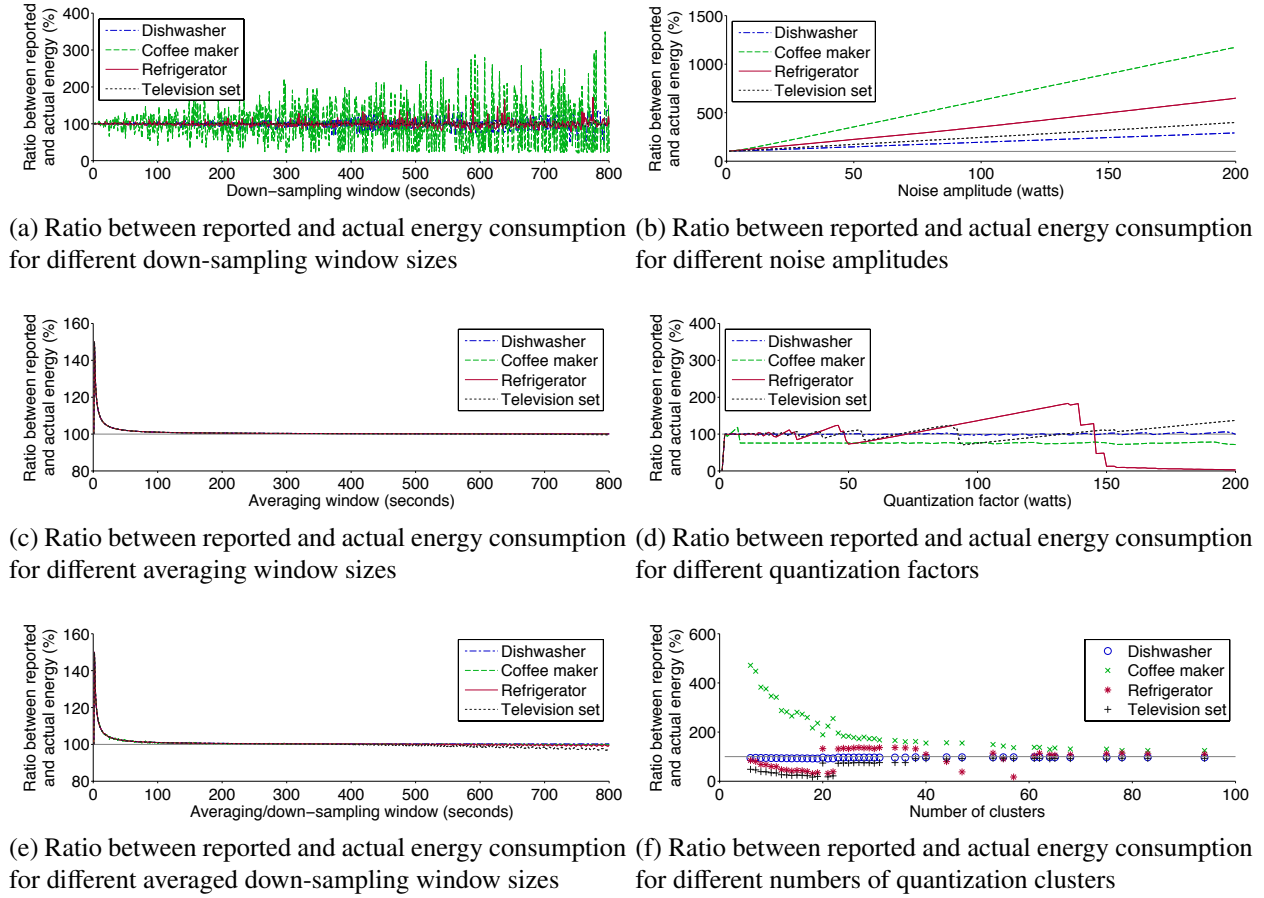 Ratio between reported
and actual energy (%)
400
300
200
100
0
Dishwasher
Coffee maker
Refrigerator
Television set
0 100 200 300 400 500 600 700 800
Down−sampling window (seconds)
(a) Ratio between reported and actual energy consumption
for different down-sampling window sizes
Ratio between reported
and actual energy (%)
1500
1000
500
100
0
Dishwasher
Coffee maker
Refrigerator
Television set
0 50 100 150 200
Noise amplitude (watts)
(b) Ratio between reported and actual energy consumption
for different noise amplitudes
Ratio between reported
and actual energy (%)
160
140
120
100
80
Dishwasher
Coffee maker
Refrigerator
Television set
0 100 200 300 400 500 600 700 800
Averaging window (seconds)
(c) Ratio between reported and actual energy consumption
for different averaging window sizes
Ratio between reported
and actual energy (%)
400
300
200
100
0
Dishwasher
Coffee maker
Refrigerator
Television set
0 50 100 150 200
Quantization factor (watts)
(d) Ratio between reported and actual energy consumption
for different quantization factors
Ratio between reported
and actual energy (%)
160
140
120
100
80
Dishwasher
Coffee maker
Refrigerator
Television set
0 100 200 300 400 500 600 700 800
Averaging/down−sampling window (seconds)
(e) Ratio between reported and actual energy consumption
for different averaged down-sampling window sizes
Ratio between reported
and actual energy (%)
600
400
200
100
0
Dishwasher
Coffee maker
Refrigerator
Television set
0 20 40 60 80 100
Number of clusters
(f) Ratio between reported and actual energy consumption
for different numbers of quantization clusters